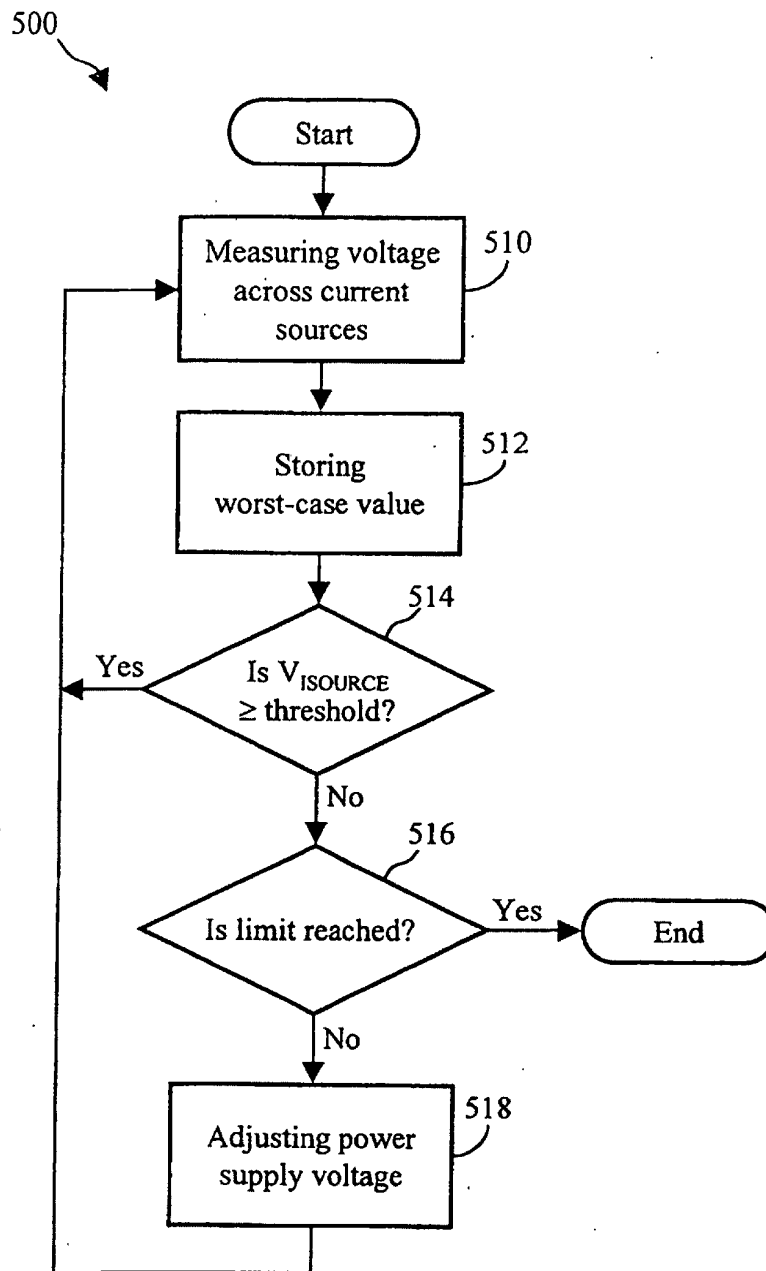 500
Start
Measuring voltage
across current
sources
510
Storing
worst-case value
512
514
Yes
Is VISOURCE
≥ threshold?
No
516
Is limit reached?
Yes
End
No
518
Adjusting power
supply voltage